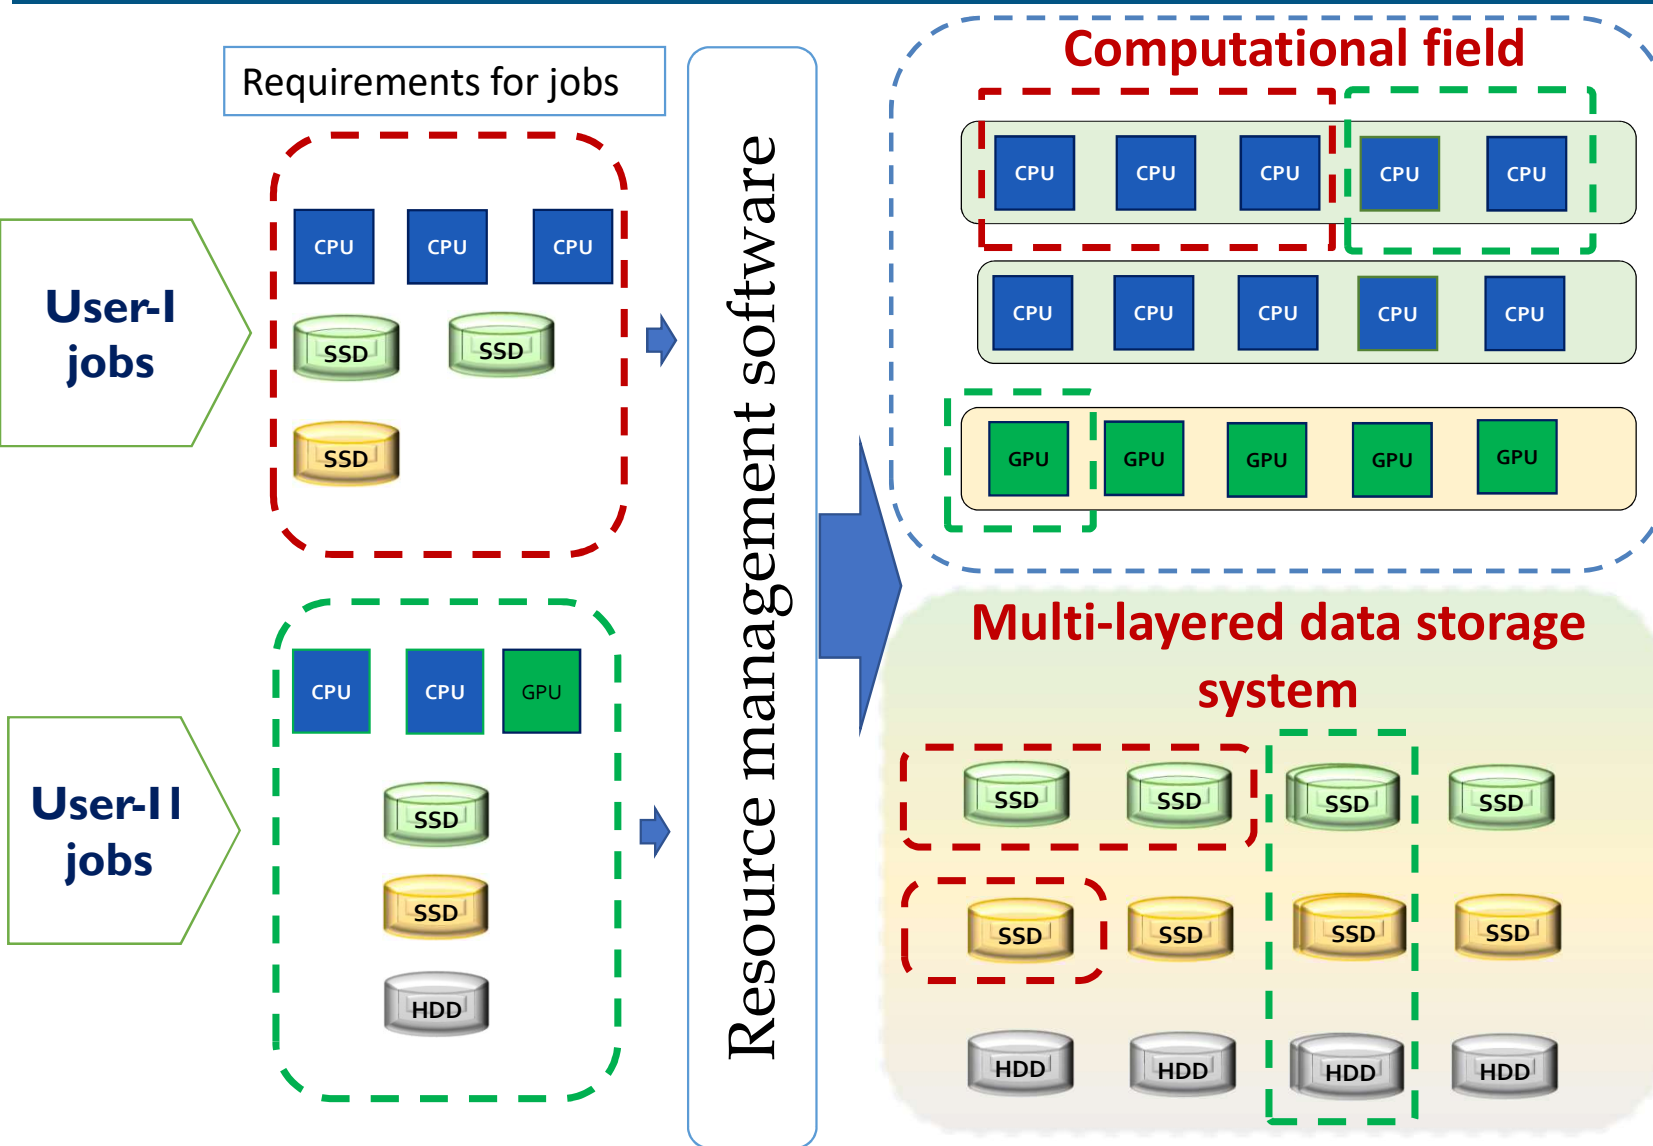 Requirements for jobs
User-I
jobs
CPU CPU CPU
SSD SSD
SSD
User-II
jobs
CPU CPU GPU
SSD
SSD
HDD
Resource management software
Computational field
CPU CPU CPU CPU CPU
CPU CPU CPU CPU CPU
GPU GPU GPU GPU GPU
Multi-layered data storage
system
SSD SSD SSD SSD
SSD SSD SSD SSD
HDD HDD HDD HDD